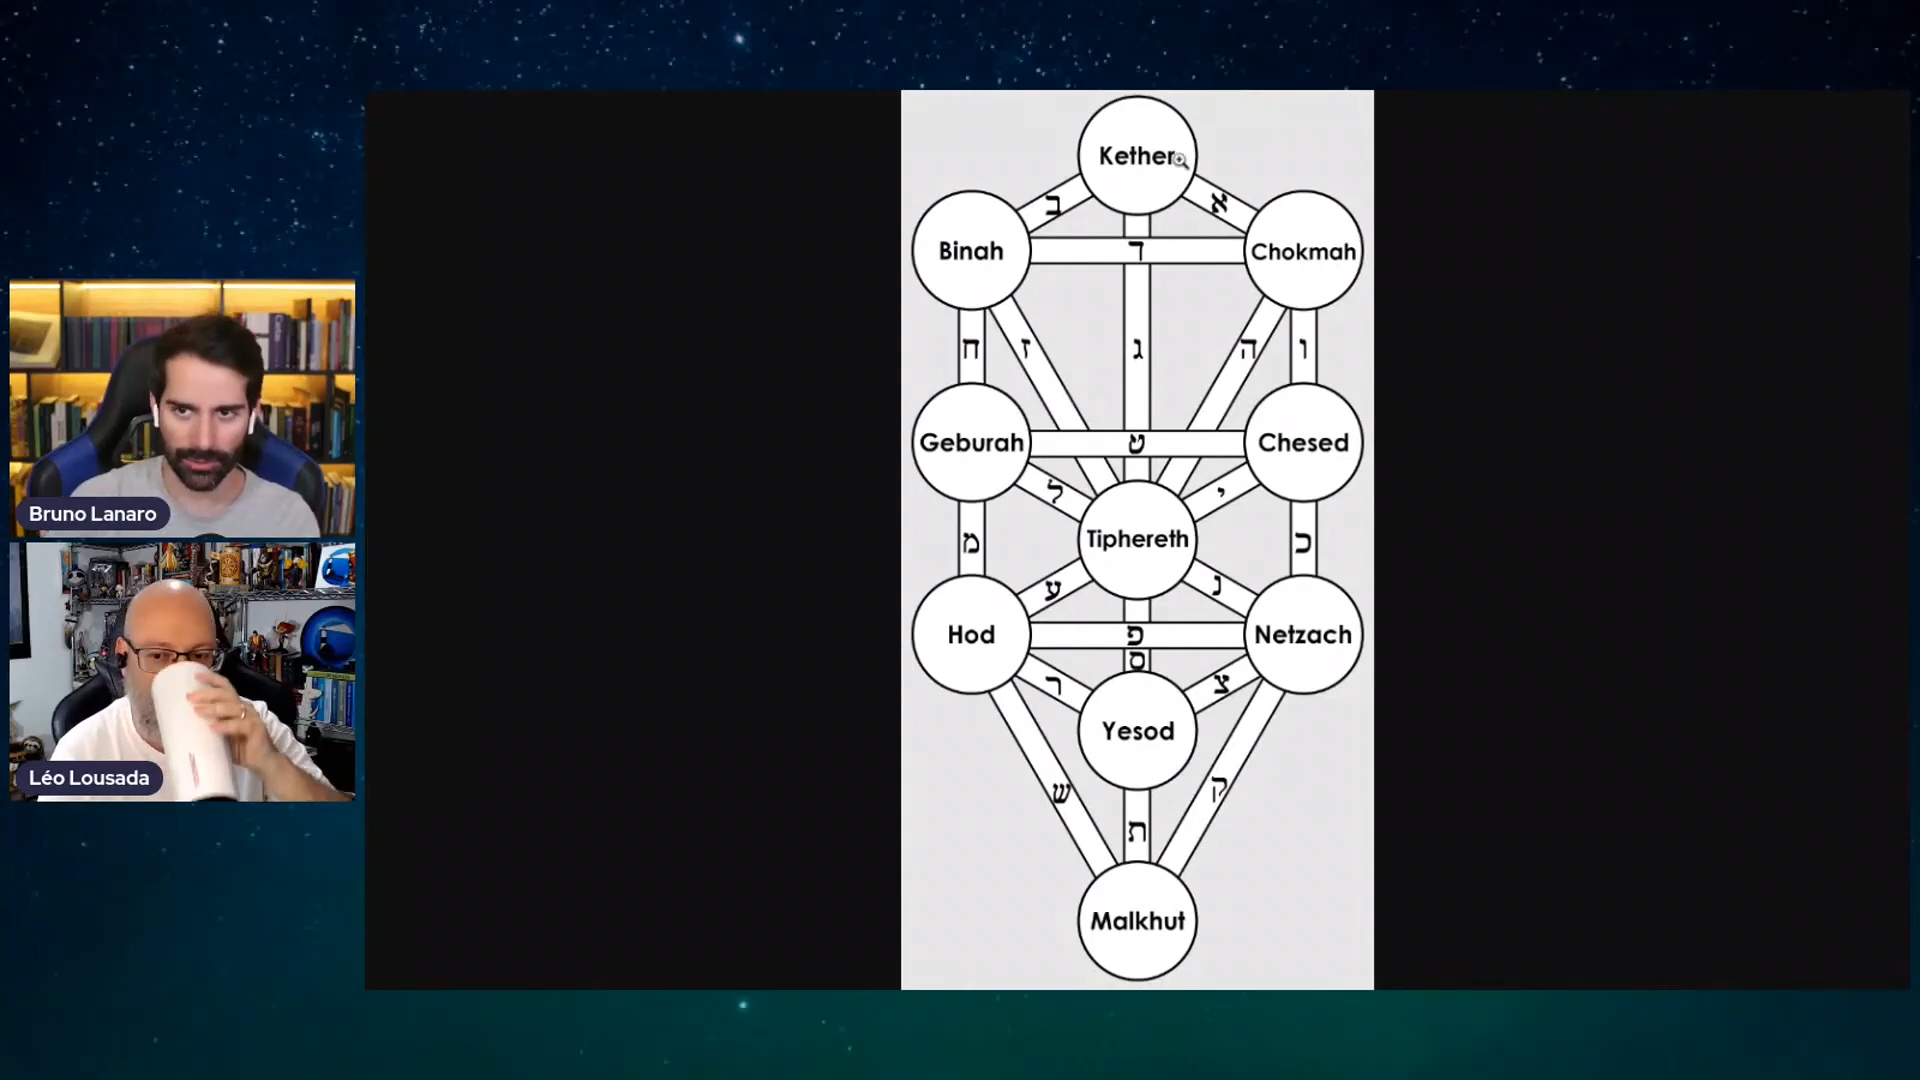 Kether
ב
א
Binah
ד
Chokmah
ח
ז
ג
ה
ו
Geburah
ט
Chesed
ל
י
מ
Tiphereth
כ
ע
נ
Hod
פ
Netzach
ס
ר
צ
Yesod
ש
ק
ת
Malkhut
Bruno Lanaro
Léo Lousada